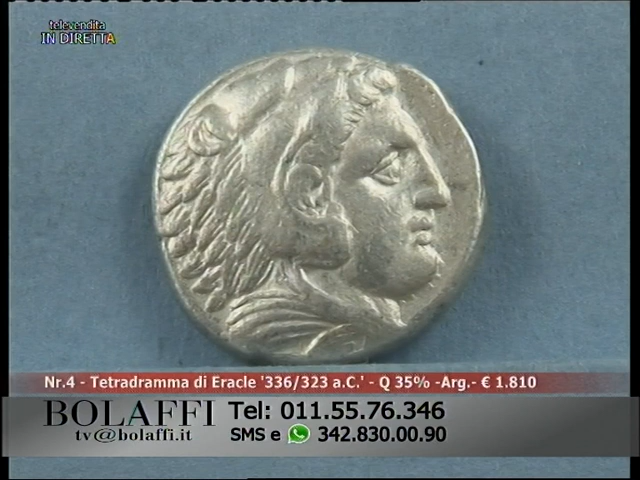 televendita
IN DIRETTA
Nr.4 - Tetradramma di Eracle '336/323 a.C.' - Q 35% -Arg.- € 1.810
BOLAFFI
tv@bolaffi.it
Tel: 011.55.76.346
SMS e 342.830.00.90